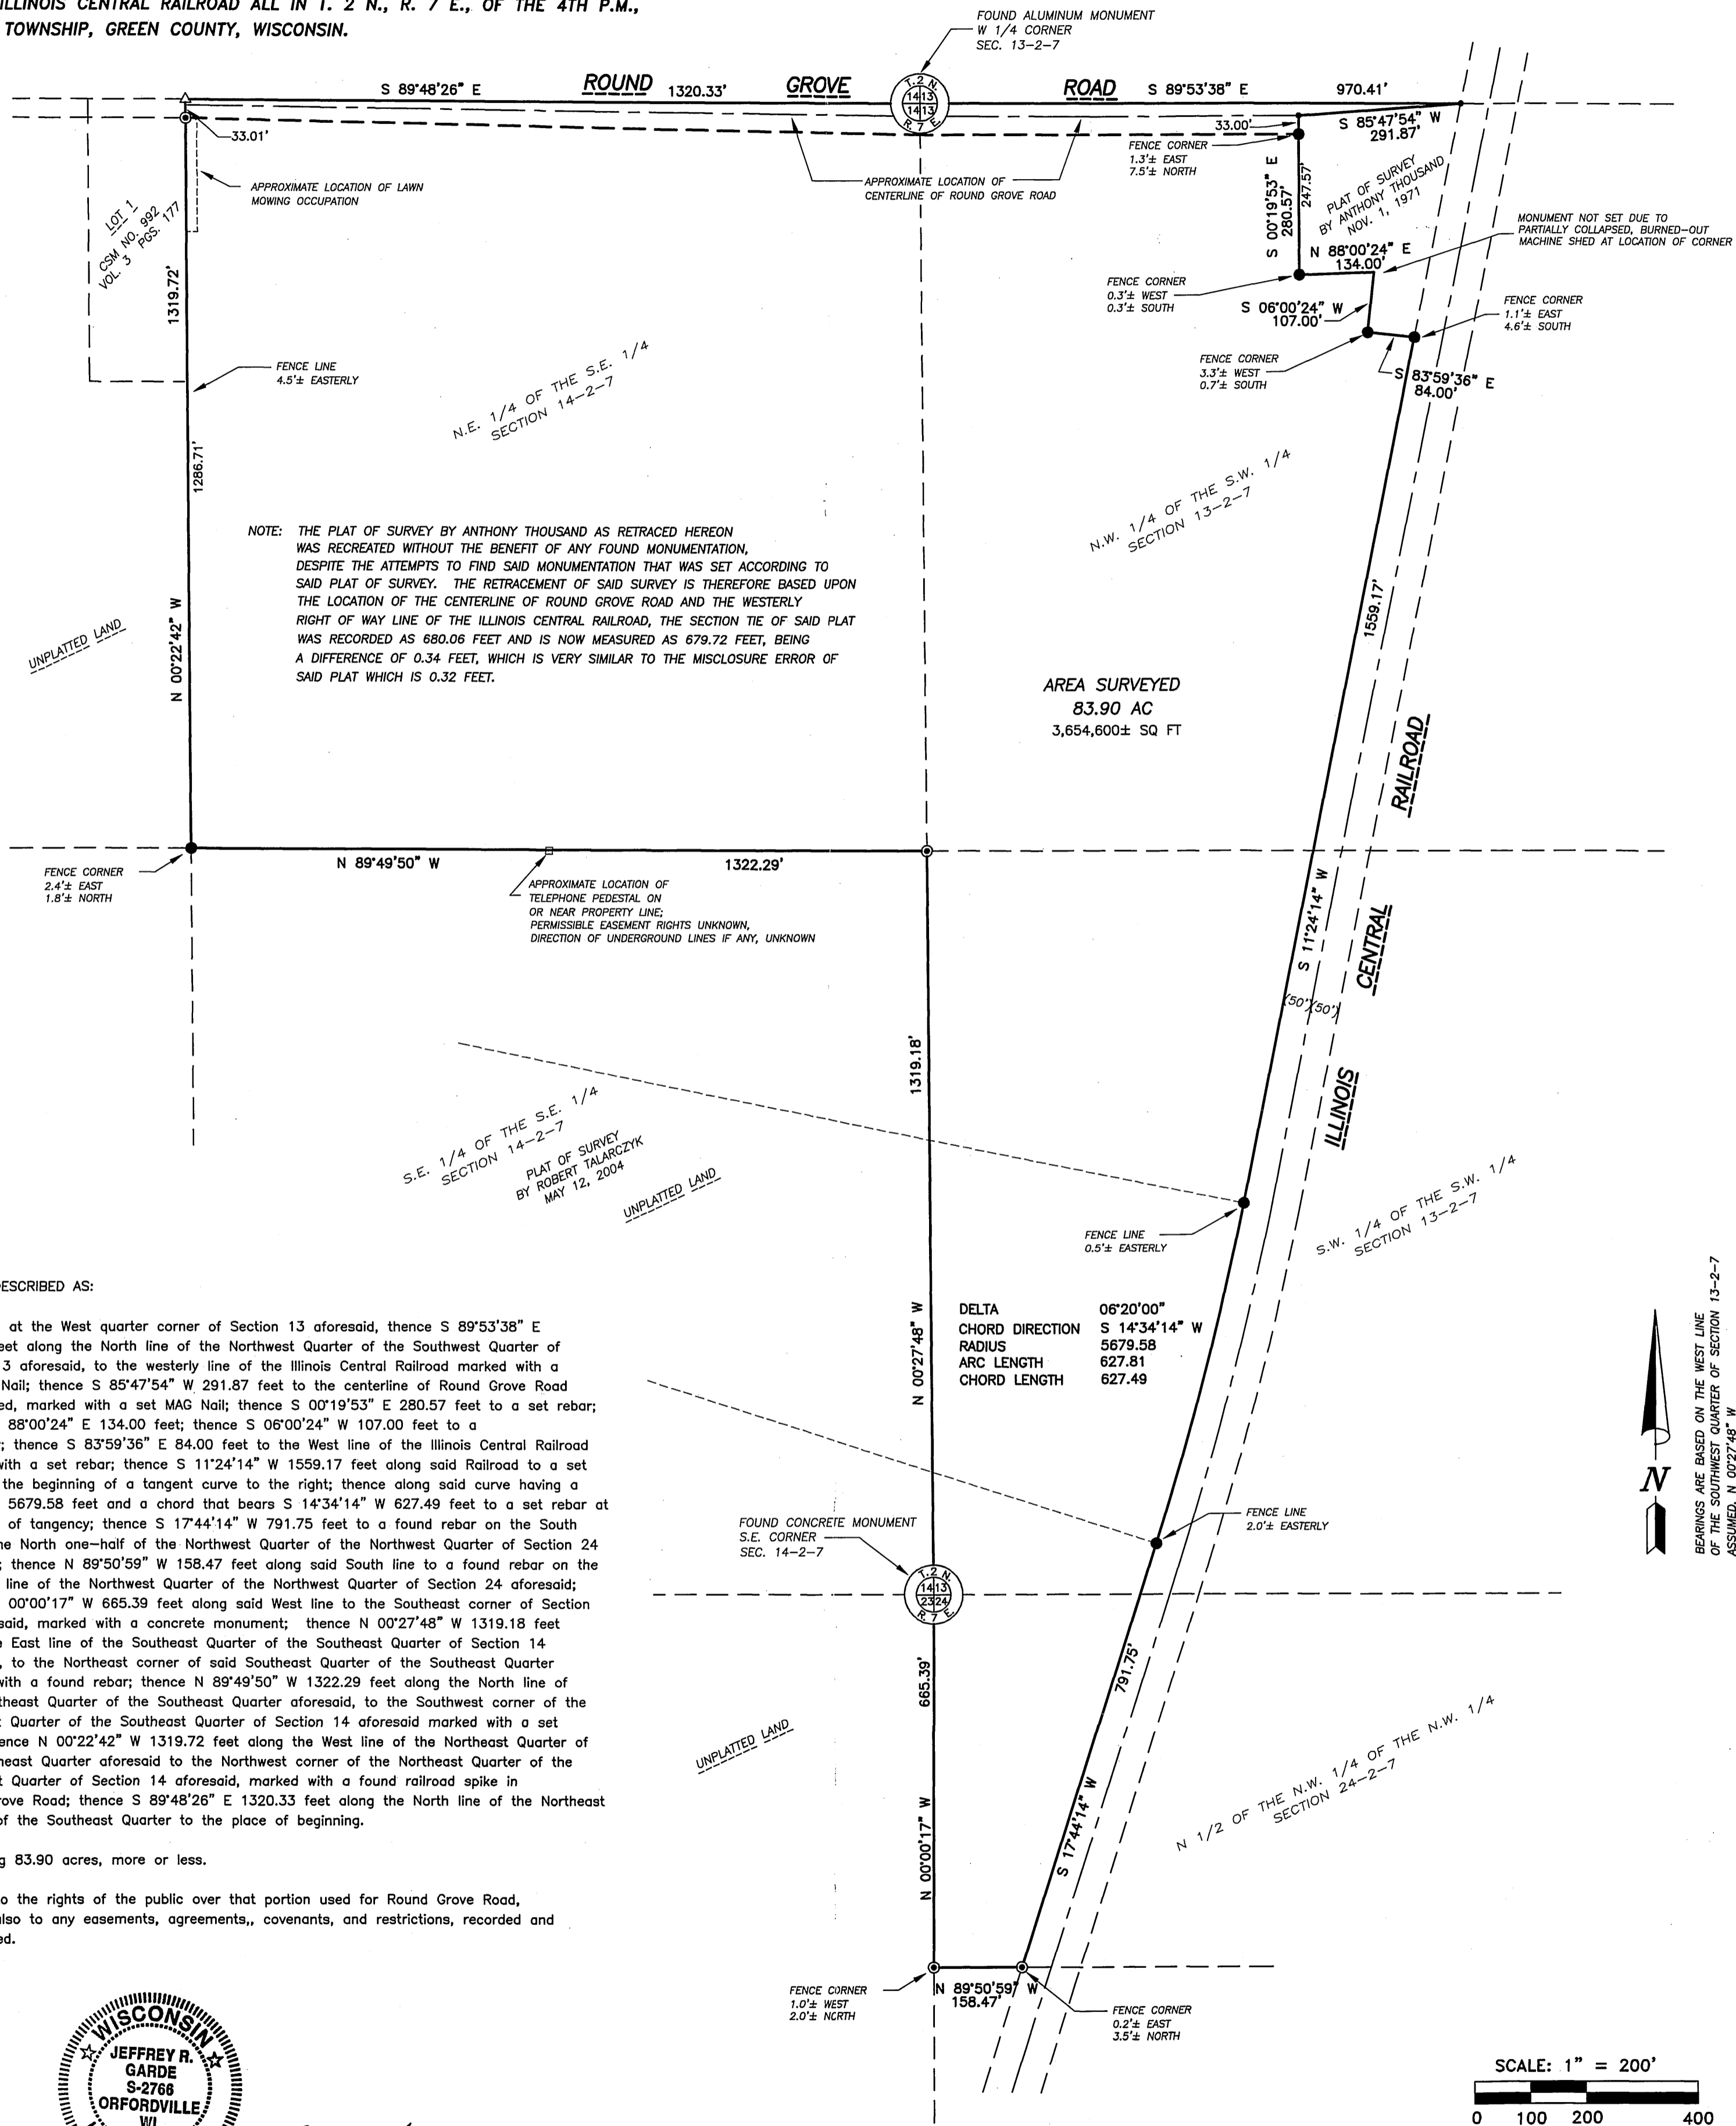 ILLINOIS CENTRAL RAILROAD ALL IN T. 2 N., R. 7 E., OF THE 4TH P.M.,
TOWNSHIP, GREEN COUNTY, WISCONSIN.
FOUND ALUMINUM MONUMENT
W 1/4 CORNER
SEC. 13-2-7
S 89°48'26" E
ROUND
1320.33'
GROVE
T. 2 N.
14 13
14 13
R. 7 E.
ROAD
S 89°53'38" E
970.41'
33.01'
33.00'
S 85°47'54" W
291.87'
FENCE CORNER
1.3'± EAST
7.5'± NORTH
APPROXIMATE LOCATION OF LAWN
MOWING OCCUPATION
APPROXIMATE LOCATION OF
CENTERLINE OF ROUND GROVE ROAD
LOT 1
CSM NO. 992
VOL. 3 PGS. 177
1319.72'
S 00°19'53" E
280.57'
247.57'
PLAT OF SURVEY
BY ANTHONY THOUSAND
NOV. 1, 1971
MONUMENT NOT SET DUE TO
PARTIALLY COLLAPSED, BURNED-OUT
MACHINE SHED AT LOCATION OF CORNER
N 88°00'24" E
134.00'
FENCE CORNER
0.3'± WEST
0.3'± SOUTH
S 06°00'24" W
107.00'
FENCE CORNER
1.1'± EAST
4.6'± SOUTH
FENCE CORNER
3.3'± WEST
0.7'± SOUTH
S 83°59'36" E
84.00'
FENCE LINE
4.5'± EASTERLY
N.E. 1/4 OF THE S.E. 1/4
SECTION 14-2-7
1286.71'
N.W. 1/4 OF THE S.W. 1/4
SECTION 13-2-7
NOTE: THE PLAT OF SURVEY BY ANTHONY THOUSAND AS RETRACED HEREON
WAS RECREATED WITHOUT THE BENEFIT OF ANY FOUND MONUMENTATION,
DESPITE THE ATTEMPTS TO FIND SAID MONUMENTATION THAT WAS SET ACCORDING TO
SAID PLAT OF SURVEY. THE RETRACEMENT OF SAID SURVEY IS THEREFORE BASED UPON
THE LOCATION OF THE CENTERLINE OF ROUND GROVE ROAD AND THE WESTERLY
RIGHT OF WAY LINE OF THE ILLINOIS CENTRAL RAILROAD, THE SECTION TIE OF SAID PLAT
WAS RECORDED AS 680.06 FEET AND IS NOW MEASURED AS 679.72 FEET, BEING
A DIFFERENCE OF 0.34 FEET, WHICH IS VERY SIMILAR TO THE MISCLOSURE ERROR OF
SAID PLAT WHICH IS 0.32 FEET.
1559.17'
N 00°22'42" W
UNPLATTED LAND
AREA SURVEYED
83.90 AC
3,654,600± SQ FT
RAILROAD
N 89°49'50" W
1322.29'
FENCE CORNER
2.4'± EAST
1.8'± NORTH
APPROXIMATE LOCATION OF
TELEPHONE PEDESTAL ON
OR NEAR PROPERTY LINE;
PERMISSIBLE EASEMENT RIGHTS UNKNOWN,
DIRECTION OF UNDERGROUND LINES IF ANY, UNKNOWN
S 11°24'14" W
CENTRAL
(50')(50')
1319.18'
ILLINOIS
S.E. 1/4 OF THE S.E. 1/4
SECTION 14-2-7
PLAT OF SURVEY
BY ROBERT TALARCZYK
MAY 12, 2004
UNPLATTED LAND
S.W. 1/4 OF THE S.W. 1/4
SECTION 13-2-7
FENCE LINE
0.5'± EASTERLY
N 00°27'48" W
DELTA 06°20'00"
CHORD DIRECTION S 14°34'14" W
RADIUS 5679.58
ARC LENGTH 627.81
CHORD LENGTH 627.49
BEARINGS ARE BASED ON THE WEST LINE
OF THE SOUTHWEST QUARTER OF SECTION 13-2-7
ASSUMED, N 00°27'48" W
N
ESCRIBED AS:
at the West quarter corner of Section 13 aforesaid, thence S 89°53'38" E
eet along the North line of the Northwest Quarter of the Southwest Quarter of
3 aforesaid, to the westerly line of the Illinois Central Railroad marked with a
Nail; thence S 85°47'54" W 291.87 feet to the centerline of Round Grove Road
ed, marked with a set MAG Nail; thence S 00°19'53" E 280.57 feet to a set rebar;
88°00'24" E 134.00 feet; thence S 06°00'24" W 107.00 feet to a
; thence S 83°59'36" E 84.00 feet to the West line of the Illinois Central Railroad
with a set rebar; thence S 11°24'14" W 1559.17 feet along said Railroad to a set
the beginning of a tangent curve to the right; thence along said curve having a
5679.58 feet and a chord that bears S 14°34'14" W 627.49 feet to a set rebar at
of tangency; thence S 17°44'14" W 791.75 feet to a found rebar on the South
he North one-half of the Northwest Quarter of the Northwest Quarter of Section 24
; thence N 89°50'59" W 158.47 feet along said South line to a found rebar on the
line of the Northwest Quarter of the Northwest Quarter of Section 24 aforesaid;
00°00'17" W 665.39 feet along said West line to the Southeast corner of Section
said, marked with a concrete monument; thence N 00°27'48" W 1319.18 feet
e East line of the Southeast Quarter of the Southeast Quarter of Section 14
, to the Northeast corner of said Southeast Quarter of the Southeast Quarter
with a found rebar; thence N 89°49'50" W 1322.29 feet along the North line of
theast Quarter of the Southeast Quarter aforesaid, to the Southwest corner of the
t Quarter of the Southeast Quarter of Section 14 aforesaid marked with a set
ence N 00°22'42" W 1319.72 feet along the West line of the Northeast Quarter of
heast Quarter aforesaid to the Northwest corner of the Northeast Quarter of the
t Quarter of Section 14 aforesaid, marked with a found railroad spike in
rove Road; thence S 89°48'26" E 1320.33 feet along the North line of the Northeast
of the Southeast Quarter to the place of beginning.
g 83.90 acres, more or less.
o the rights of the public over that portion used for Round Grove Road,
also to any easements, agreements,, covenants, and restrictions, recorded and
ed.
FOUND CONCRETE MONUMENT
S.E. CORNER
SEC. 14-2-7
FENCE LINE
2.0'± EASTERLY
T. 2 N.
14 13
23 24
R. 7 E.
665.39'
791.75'
UNPLATTED LAND
N 1/2 OF THE N.W. 1/4 OF THE N.W. 1/4
SECTION 24-2-7
N 00°00'17" W
S 17°44'14" W
FENCE CORNER
1.0'± WEST
2.0'± NORTH
N 89°50'59" W
158.47'
FENCE CORNER
0.2'± EAST
3.5'± NORTH
WISCONSIN
JEFFREY R.
GARDE
S-2766
ORFORDVILLE
WI
SCALE: 1" = 200'
0 100 200 400